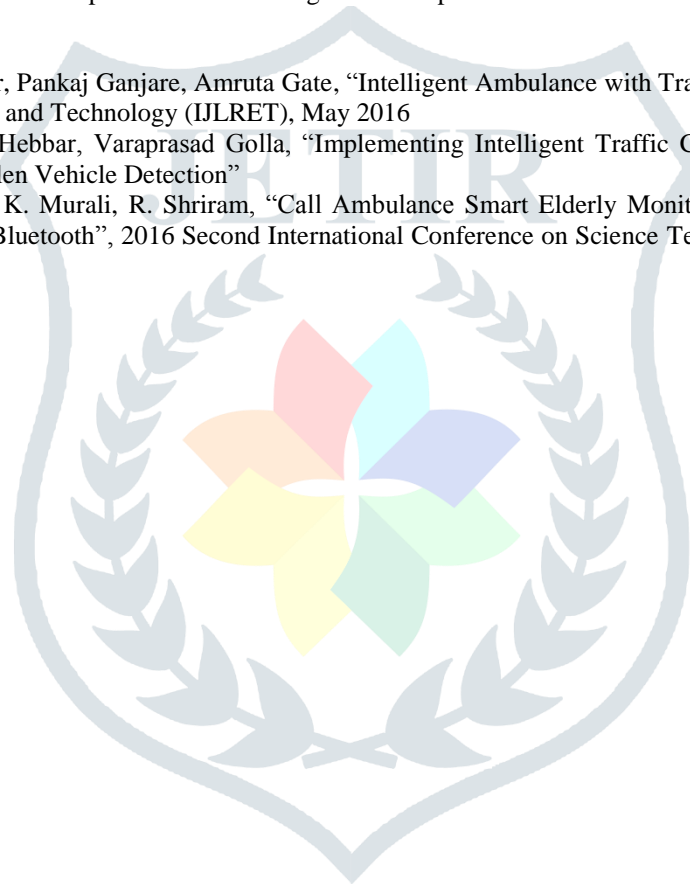 r, Pankaj Ganjare, Amruta Gate, “Intelligent Ambulance with Tra
and Technology (IJLRET), May 2016
Hebbar, Varaprasad Golla, “Implementing Intelligent Traffic C
len Vehicle Detection”
K. Murali, R. Shriram, “Call Ambulance Smart Elderly Monit
Bluetooth”, 2016 Second International Conference on Science Te
JETIR